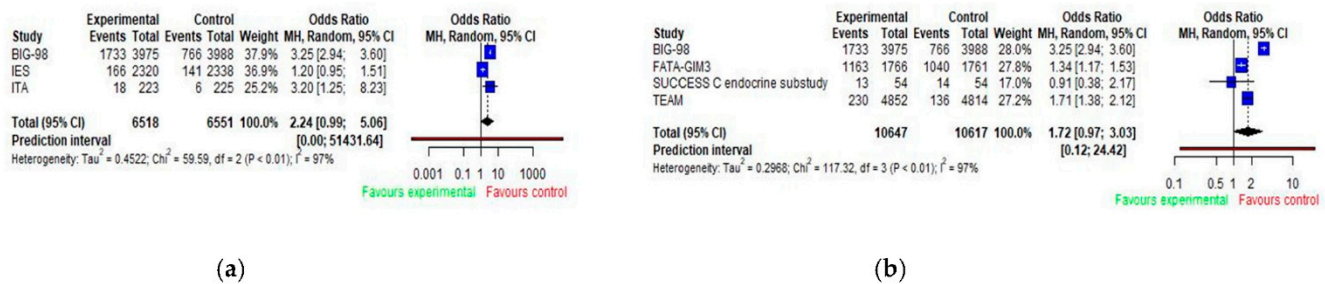 Experimental Control Odds Ratio Odds Ratio
Study Events Total Events Total Weight MH, Random, 95% CI MH, Random, 95% CI
BIG-98 1733 3975 766 3988 37.9% 3.25 [2.94; 3.60]
IES 166 2320 141 2338 36.9% 1.20 [0.95; 1.51]
ITA 18 223 6 225 25.2% 3.20 [1.25; 8.23]
Total (95% CI) 6518 6551 100.0% 2.24 [0.99; 5.06]
Prediction interval [0.00; 51431.64]
Heterogeneity: Tau² = 0.4522; Chi² = 59.59, df = 2 (P < 0.01); I² = 97%
0.001 0.1 1 10 1000
Favours experimental Favours control
(a)
Experimental Control Odds Ratio Odds Ratio
Study Events Total Events Total Weight MH, Random, 95% CI MH, Random, 95% CI
BIG-98 1733 3975 766 3988 28.0% 3.25 [2.94; 3.60]
FATA-GIM3 1163 1766 1040 1761 27.8% 1.34 [1.17; 1.53]
SUCCESS C endocrine substudy 13 54 14 54 17.0% 0.91 [0.38; 2.17]
TEAM 230 4852 136 4814 27.2% 1.71 [1.38; 2.12]
Total (95% CI) 10647 10617 100.0% 1.72 [0.97; 3.03]
Prediction interval [0.12; 24.42]
Heterogeneity: Tau² = 0.2968; Chi² = 117.32, df = 3 (P < 0.01); I² = 97%
0.1 0.5 1 2 10
Favours experimental Favours control
(b)